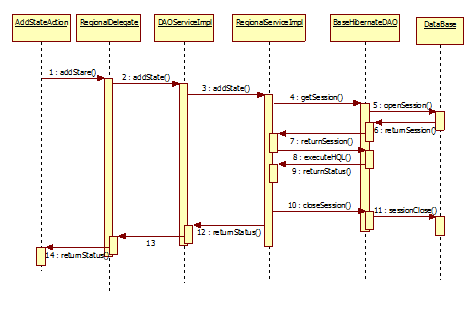 AddStateAction
RegionalDelegate
DAOServiceImpl
RegionalServiceImpl
BaseHibernateDAO
DataBase
1 : addStare()
2 : addState()
3 : addState()
4 : getSession()
5 : openSession()
6 : returnSession()
7 : returnSession()
8 : executeHQL()
9 : returnStatus()
10 : closeSession()
11 : sessionClose()
12 : returnStatus()
13
14 : returnStatus()